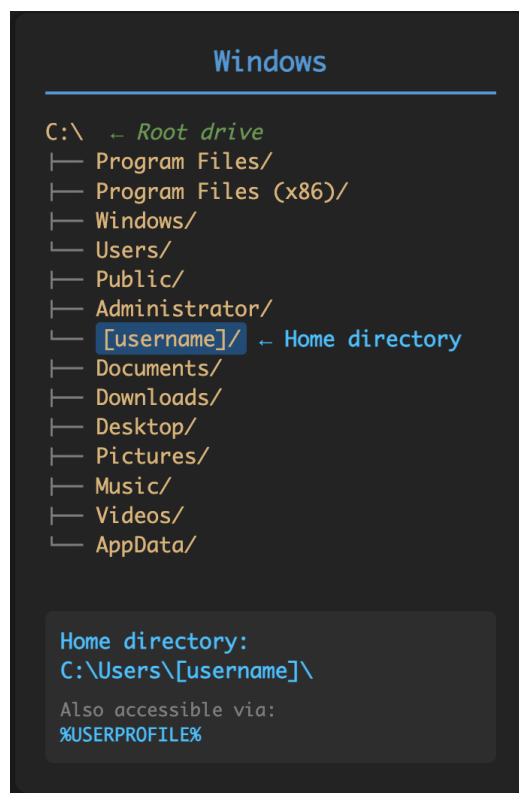 Windows
C:\ ← Root drive
├── Program Files/
├── Program Files (x86)/
├── Windows/
└── Users/
├── Public/
├── Administrator/
└── [username]/ ← Home directory
├── Documents/
├── Downloads/
├── Desktop/
├── Pictures/
├── Music/
├── Videos/
└── AppData/
Home directory:
C:\Users\[username]\
Also accessible via:
%USERPROFILE%